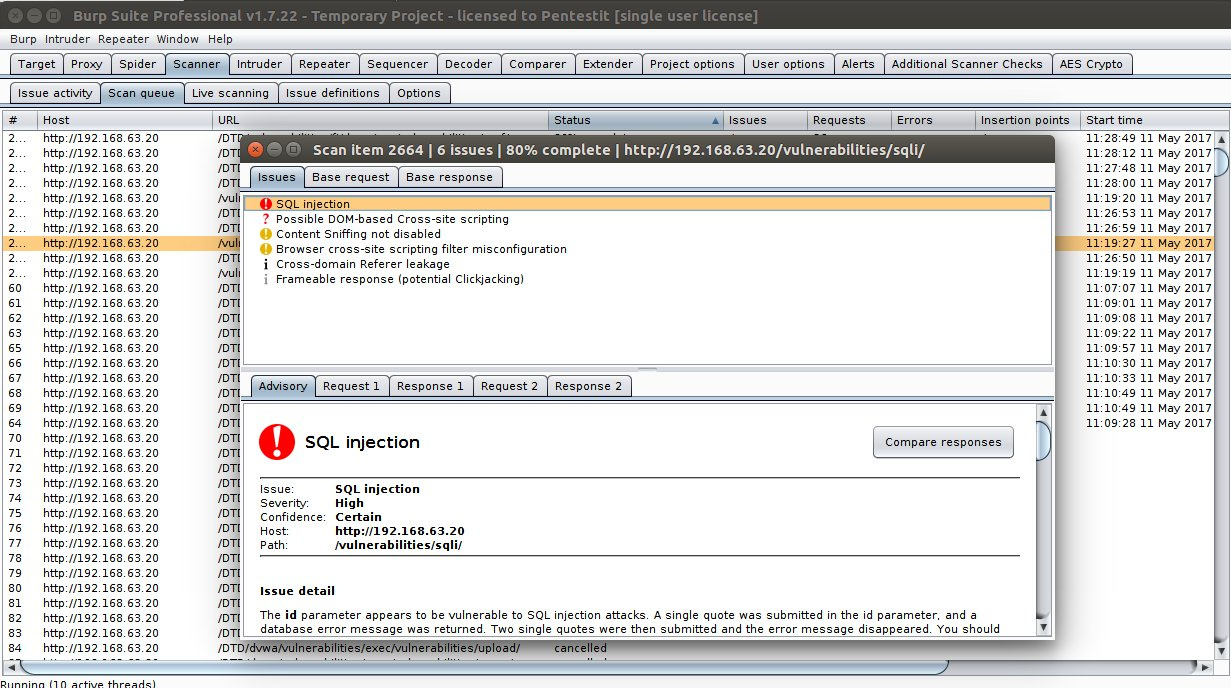 Burp Suite Professional v1.7.22 - Temporary Project - licensed to Pentestit [single user license]
Burp Intruder Repeater Window Help
Target Proxy Spider Scanner Intruder Repeater Sequencer Decoder Comparer Extender Project options User options Alerts Additional Scanner Checks AES Crypto
Issue activity Scan queue Live scanning Issue definitions Options
# Host URL Status Issues Requests Errors Insertion points Start time
2... http://192.168.63.20 11:28:49 11 May 2017
2... http://192.168.63.20 /DTD 11:28:12 11 May 2017
2... http://192.168.63.20 /DTD 11:27:48 11 May 2017
2... http://192.168.63.20 /DTD 11:28:00 11 May 2017
2... http://192.168.63.20 /vul 11:19:20 11 May 2017
2... http://192.168.63.20 /DTD 11:26:53 11 May 2017
2... http://192.168.63.20 /DTD 11:26:59 11 May 2017
2... http://192.168.63.20 /vul 11:19:27 11 May 2017
2... http://192.168.63.20 /DTD 11:26:50 11 May 2017
2... http://192.168.63.20 /vul 11:19:19 11 May 2017
60 http://192.168.63.20 /DTD 11:07:07 11 May 2017
61 http://192.168.63.20 /DTD 11:09:01 11 May 2017
62 http://192.168.63.20 /DTD 11:09:08 11 May 2017
63 http://192.168.63.20 /DTD 11:09:22 11 May 2017
65 http://192.168.63.20 /DTD 11:09:57 11 May 2017
66 http://192.168.63.20 /DTD 11:10:30 11 May 2017
67 http://192.168.63.20 /DTD 11:10:33 11 May 2017
68 http://192.168.63.20 /DTD 11:10:49 11 May 2017
69 http://192.168.63.20 /DTD 11:10:49 11 May 2017
64 http://192.168.63.20 /DTD 11:09:28 11 May 2017
70 http://192.168.63.20 /DTD
71 http://192.168.63.20 /DTD
72 http://192.168.63.20 /DTD
73 http://192.168.63.20 /DTD
74 http://192.168.63.20 /DTD
75 http://192.168.63.20 /DTD
76 http://192.168.63.20 /DTD
77 http://192.168.63.20 /DTD
78 http://192.168.63.20 /DTD
79 http://192.168.63.20 /DTD
80 http://192.168.63.20 /DTD
81 http://192.168.63.20 /DTD
82 http://192.168.63.20 /DTD
83 http://192.168.63.20 /DTD
84 http://192.168.63.20 /DTD/dvwa/vulnerabilities/exec/vulnerabilities/upload/ cancelled
Running (10 active threads)
Scan item 2664 | 6 issues | 80% complete | http://192.168.63.20/vulnerabilities/sqli/
Issues Base request Base response
SQL injection
Possible DOM-based Cross-site scripting
Content Sniffing not disabled
Browser cross-site scripting filter misconfiguration
Cross-domain Referer leakage
Frameable response (potential Clickjacking)
Advisory Request 1 Response 1 Request 2 Response 2
SQL injection
Compare responses
Issue: SQL injection
Severity: High
Confidence: Certain
Host: http://192.168.63.20
Path: /vulnerabilities/sqli/
Issue detail
The id parameter appears to be vulnerable to SQL injection attacks. A single quote was submitted in the id parameter, and a
database error message was returned. Two single quotes were then submitted and the error message disappeared. You should